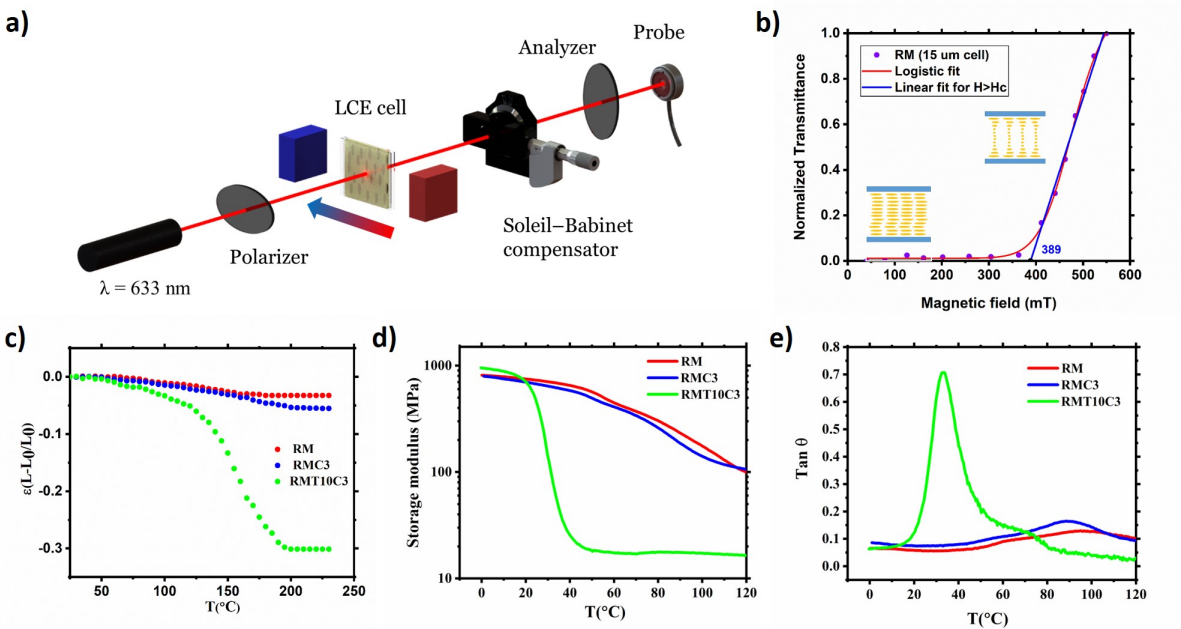 a)
Analyzer
Probe
LCE cell
Polarizer
Soleil–Babinet
compensator
λ = 633 nm
b)
Normalized Transmittance
1.0
0.8
0.6
0.4
0.2
0.0
RM (15 um cell)
Logistic fit
Linear fit for H>Hc
389
100
200
300
400
500
600
Magnetic field (mT)
c)
ε(L-L0/L0)
0.0
-0.1
-0.2
-0.3
RM
RMC3
RMT10C3
50
100
150
200
250
T(°C)
d)
Storage modulus (MPa)
1000
100
10
RM
RMC3
RMT10C3
0
20
40
60
80
100
120
T(°C)
e)
Tan θ
0.8
0.7
0.6
0.5
0.4
0.3
0.2
0.1
0.0
RM
RMC3
RMT10C3
0
20
40
60
80
100
120
T(°C)